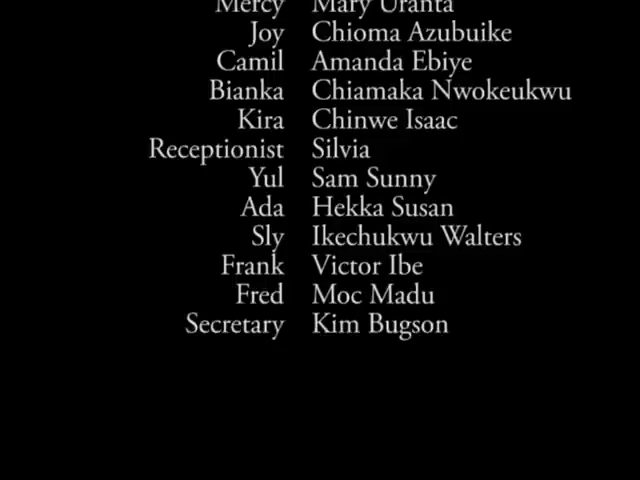 Mercy Mary Uranta
Joy Chioma Azubuike
Camil Amanda Ebiye
Bianka Chiamaka Nwokeukwu
Kira Chinwe Isaac
Receptionist Silvia
Yul Sam Sunny
Ada Hekka Susan
Sly Ikechukwu Walters
Frank Victor Ibe
Fred Moc Madu
Secretary Kim Bugson